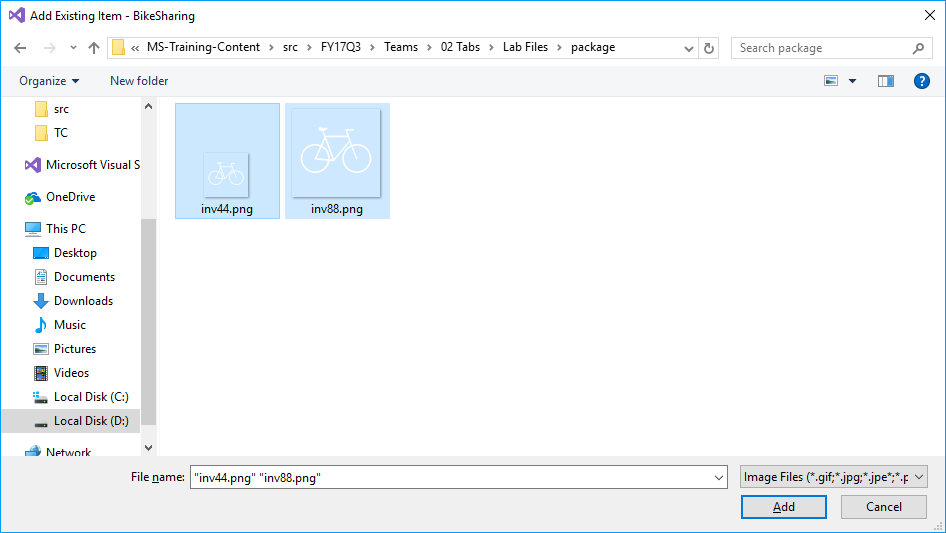 Add Existing Item - BikeSharing
« MS-Training-Content > src > FY17Q3 > Teams > 02 Tabs > Lab Files > package
Search package
Organize
New folder
?
src
TC
Microsoft Visual S
OneDrive
This PC
Desktop
Documents
Downloads
Music
Pictures
Videos
Local Disk (C:)
Local Disk (D:)
Network
inv44.png
inv88.png
File name:
"inv44.png" "inv88.png"
Image Files (*.gif;*.jpg;*.jpe*;*.p
Add
Cancel